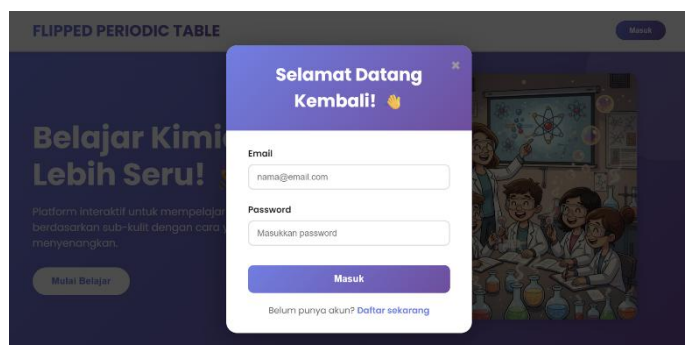 FLIPPED PERIODIC TABLE
Masuk
Belajar Kimi
Lebih Seru!
Platform interaktif untuk mempelajar
berdasarkan sub-kulit dengan cara y
menyenangkan.
Mulai Belajar
Selamat Datang
Kembali! 👋
×
Email
nama@email.com
Password
Masukkan password
Masuk
Belum punya akun? Daftar sekarang